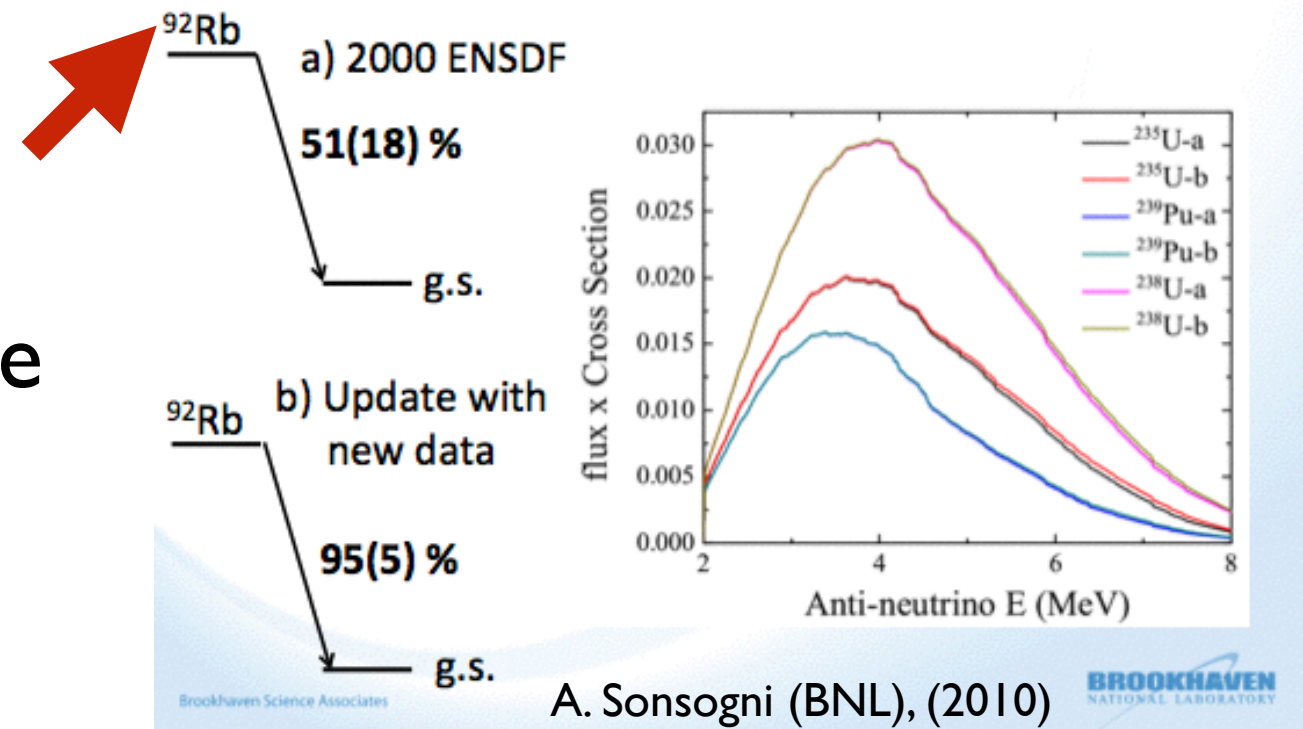 ⁹²Rb
a) 2000 ENSDF
51(18) %
g.s.
e
⁹²Rb
b) Update with
new data
95(5) %
g.s.
flux x Cross Section
0.030
0.025
0.020
0.015
0.010
0.005
0.000
2
4
6
8
Anti-neutrino E (MeV)
²³⁵U-a
²³⁵U-b
²³⁹Pu-a
²³⁹Pu-b
²³⁸U-a
²³⁸U-b
Brookhaven Science Associates
A. Sonsogni (BNL), (2010)
BROOKHAVEN
NATIONAL LABORATORY